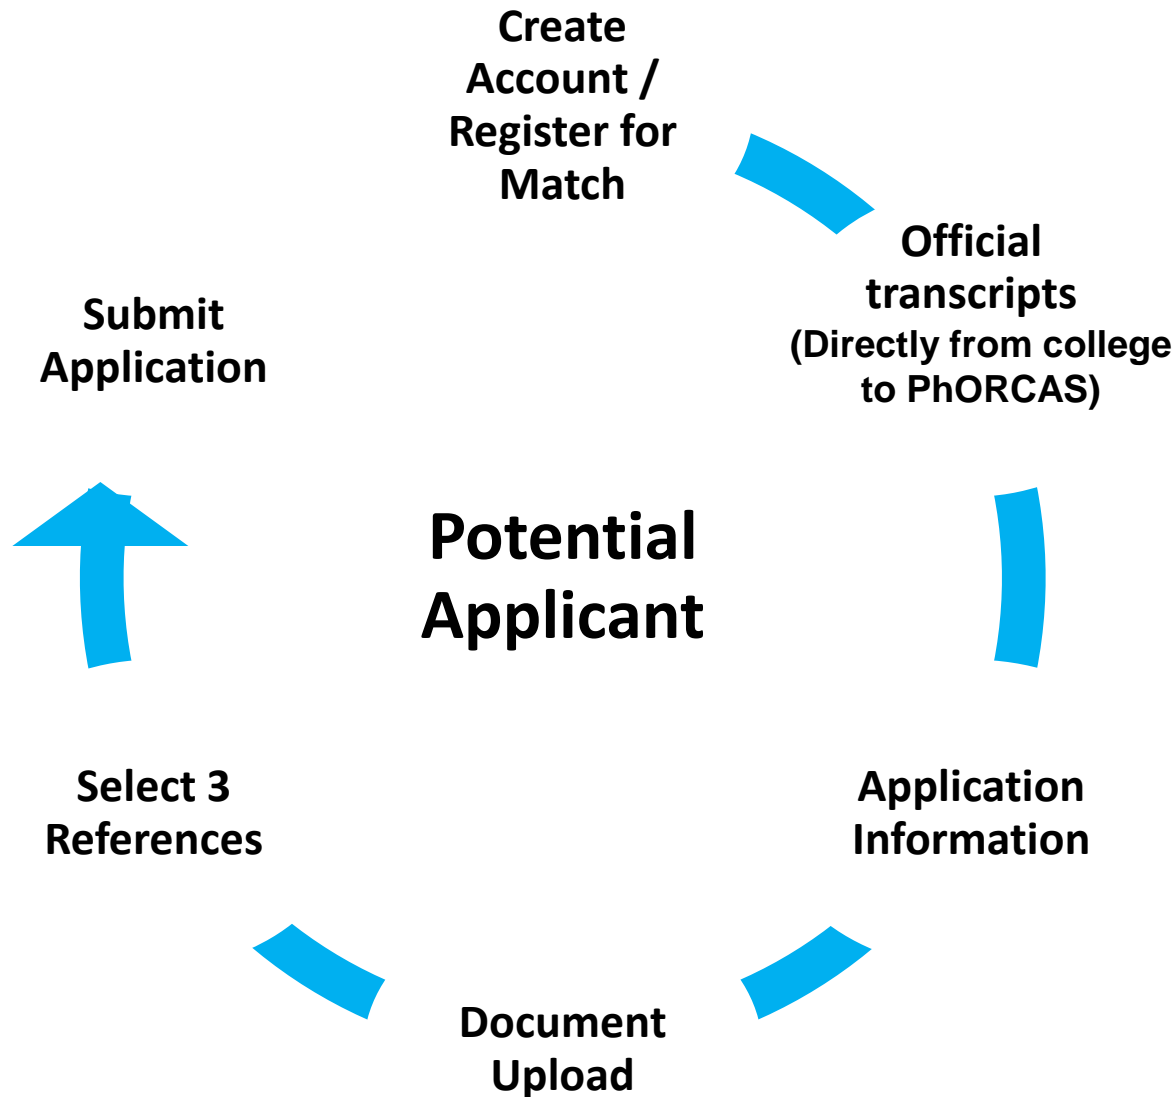 Create
Account /
Register for
Match
Official
transcripts
(Directly from college
to PhORCAS)
Application
Information
Document
Upload
Select 3
References
Submit
Application
Potential
Applicant